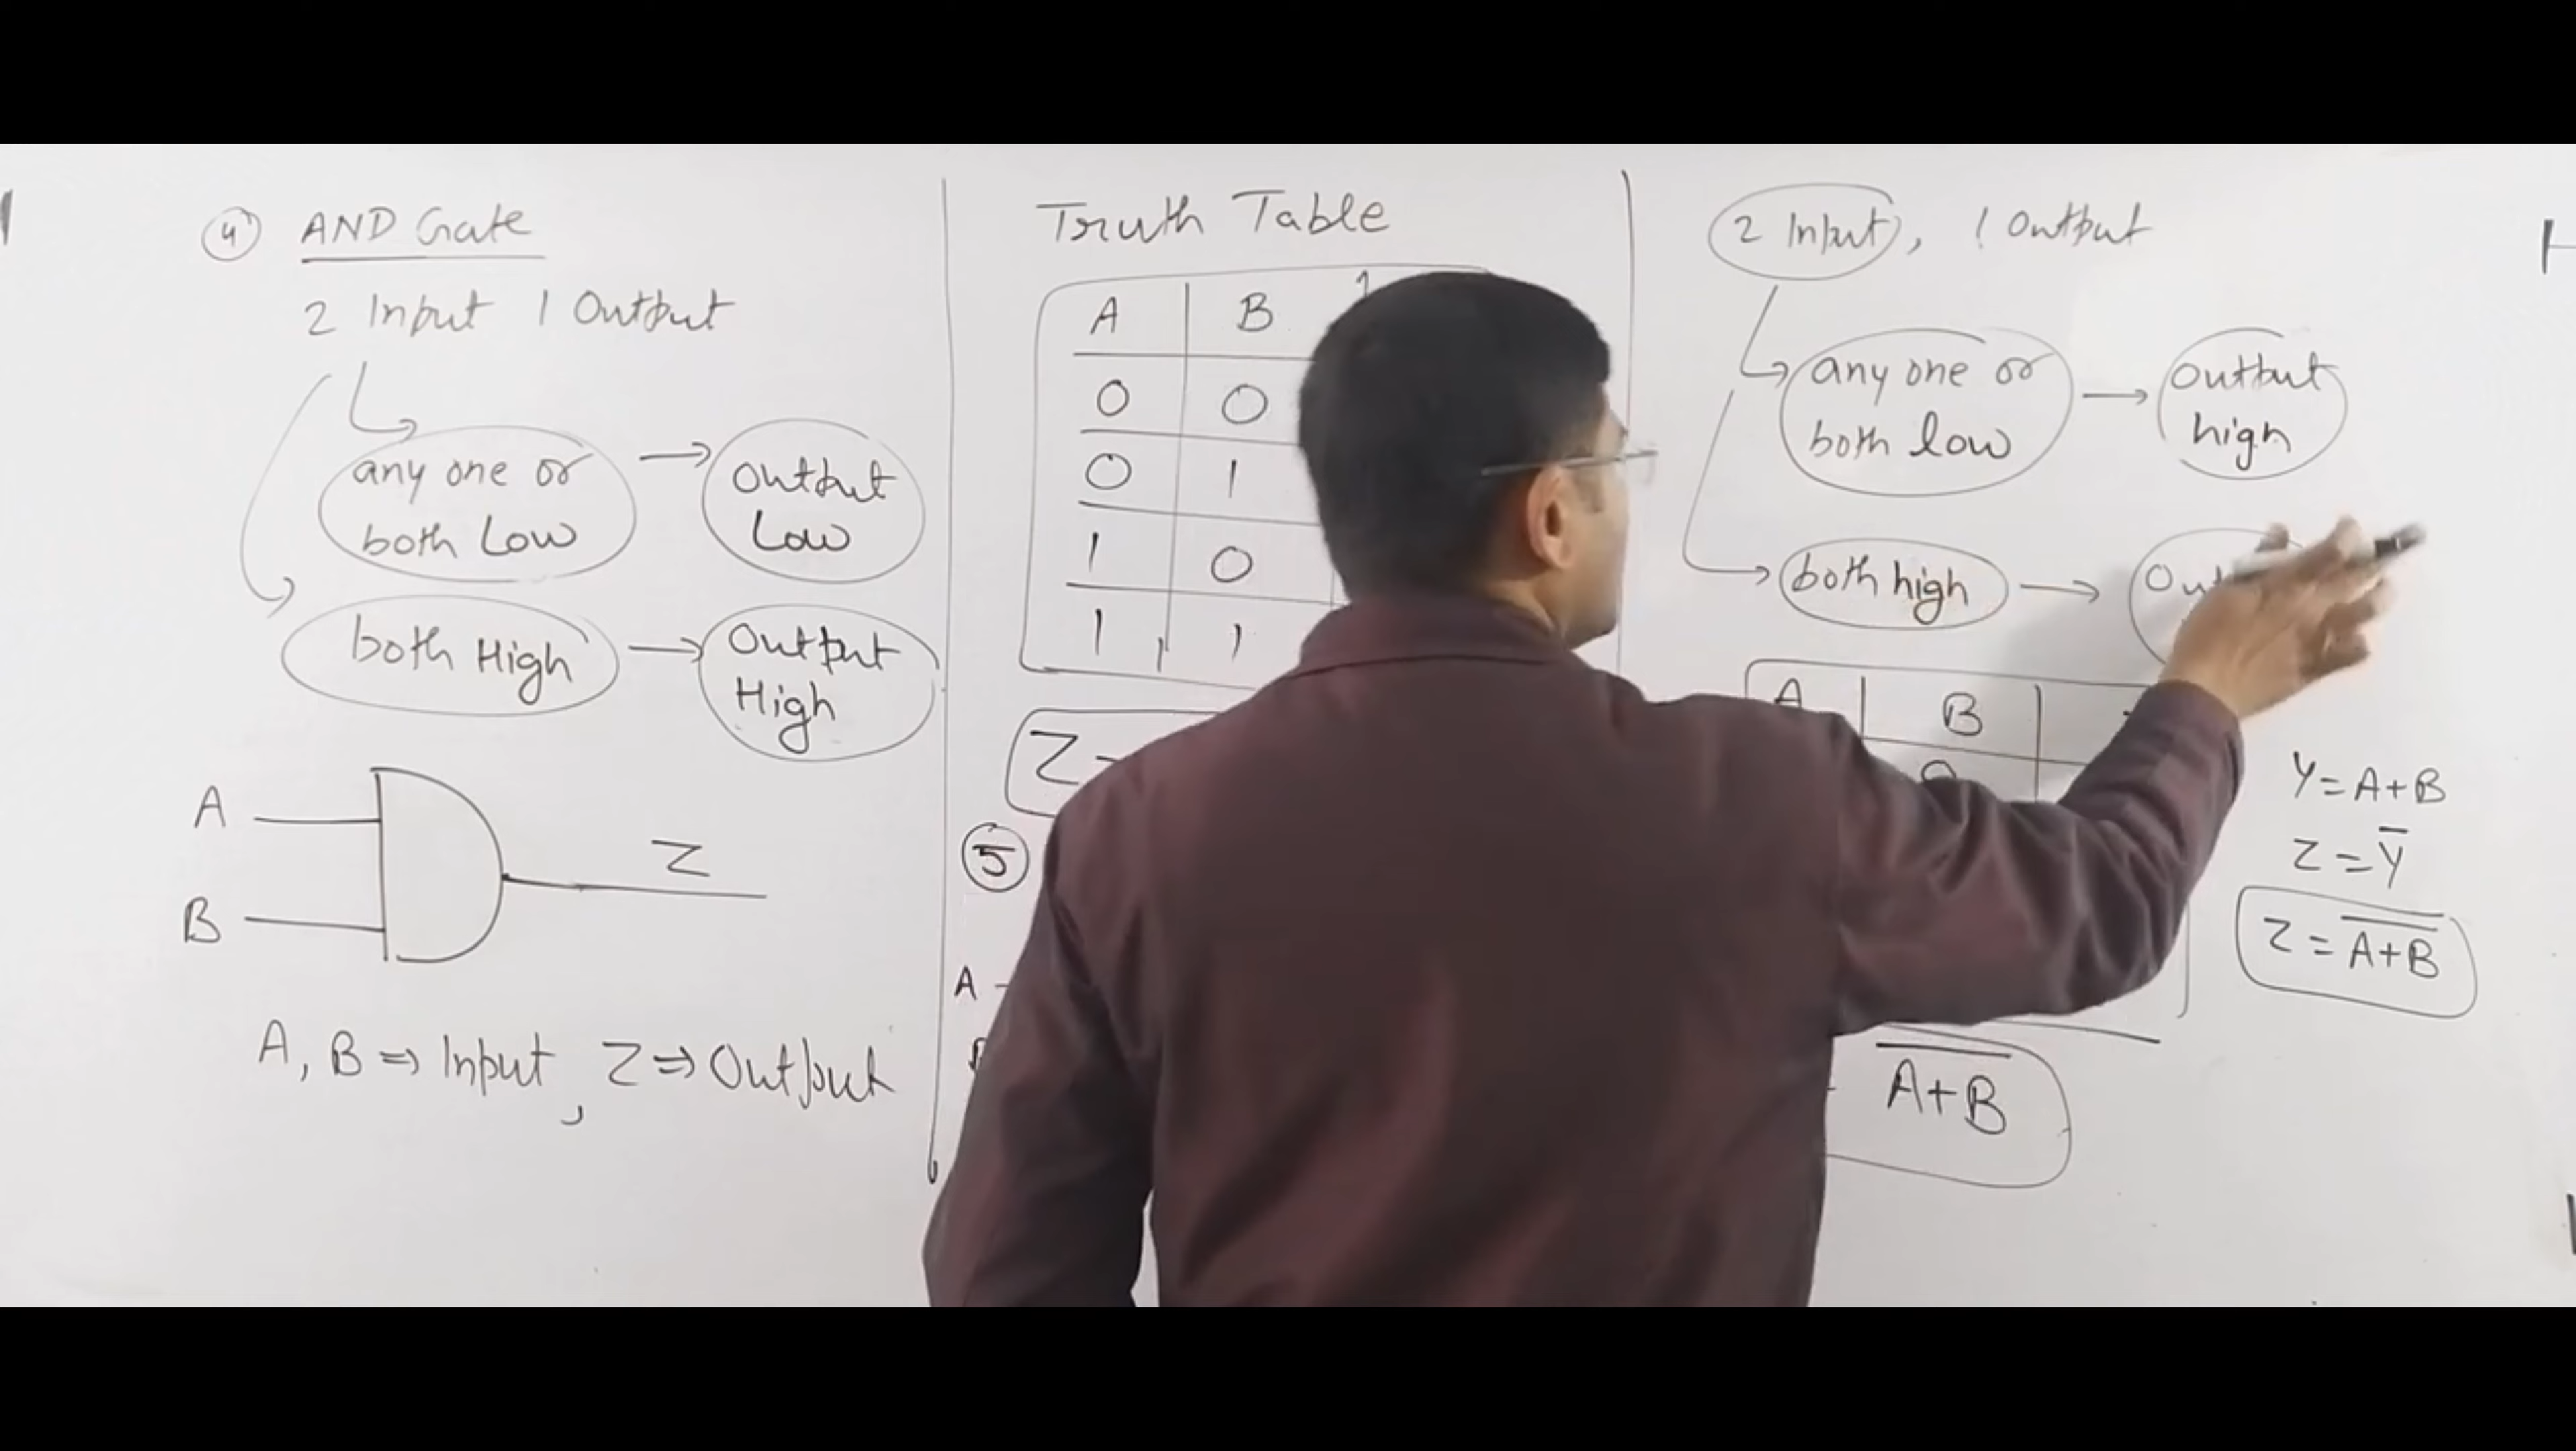 4 AND Gate
2 Input 1 Output
any one or
both Low → Output
Low
both High → Output
High
A
B
Z
A, B ⇒ Input, Z ⇒ Output
Truth Table
A B
0 0
0 1
1 0
1 1
Z
5
A
2 Input, 1 Output
any one or
both low → Output
high
both high →
A B
Y = A+B
Z = Y̅
Z = A̅+̅B̅
A̅+̅B̅